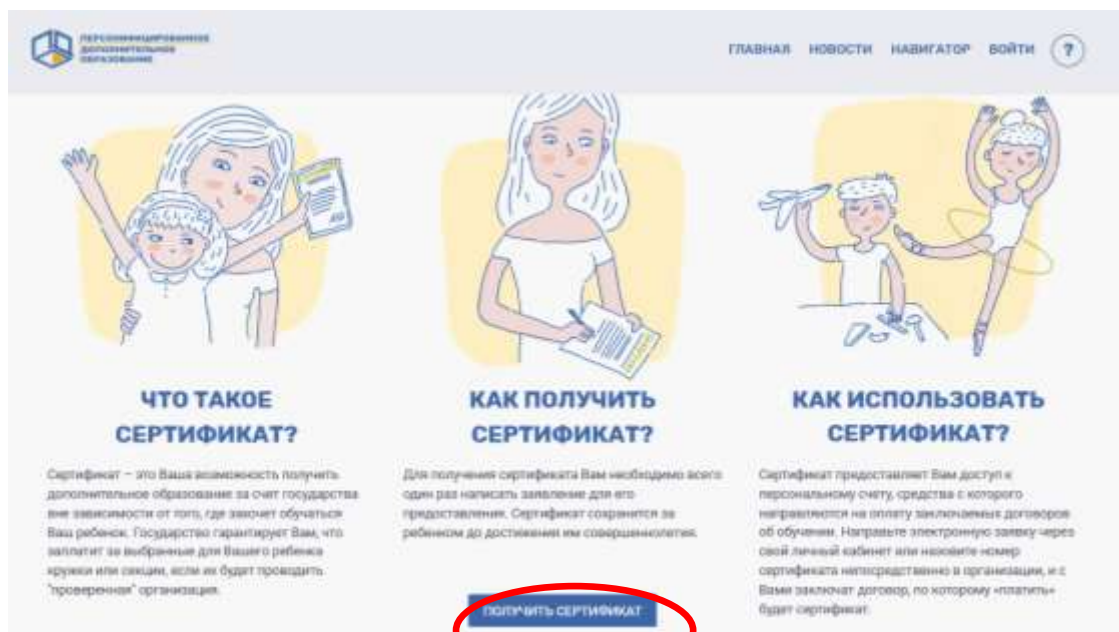 ПЕРСОНИФИЦИРОВАННОЕ
ДОПОЛНИТЕЛЬНОЕ
ОБРАЗОВАНИЕ
ГЛАВНАЯ НОВОСТИ НАВИГАТОР ВОЙТИ ?
ЧТО ТАКОЕ
СЕРТИФИКАТ?
Сертификат – это Ваша возможность получить
дополнительное образование за счет государства
вне зависимости от того, где захочет обучаться
Ваш ребенок. Государство гарантирует Вам, что
заплатит за выбранные для Вашего ребенка
кружки или секции, если их будет проводить
"проверенная" организация.
КАК ПОЛУЧИТЬ
СЕРТИФИКАТ?
Для получения сертификата Вам необходимо всего
один раз написать заявление для его
предоставления. Сертификат сохранится за
ребенком до достижения им совершеннолетия.
ПОЛУЧИТЬ СЕРТИФИКАТ
КАК ИСПОЛЬЗОВАТЬ
СЕРТИФИКАТ?
Сертификат предоставляет Вам доступ к
персональному счету, средства с которого
направляются на оплату заключаемых договоров
об обучении. Направьте электронную заявку через
свой личный кабинет или назовите номер
сертификата непосредственно в организации, и с
Вами заключат договор, по которому «платить»
будет сертификат.